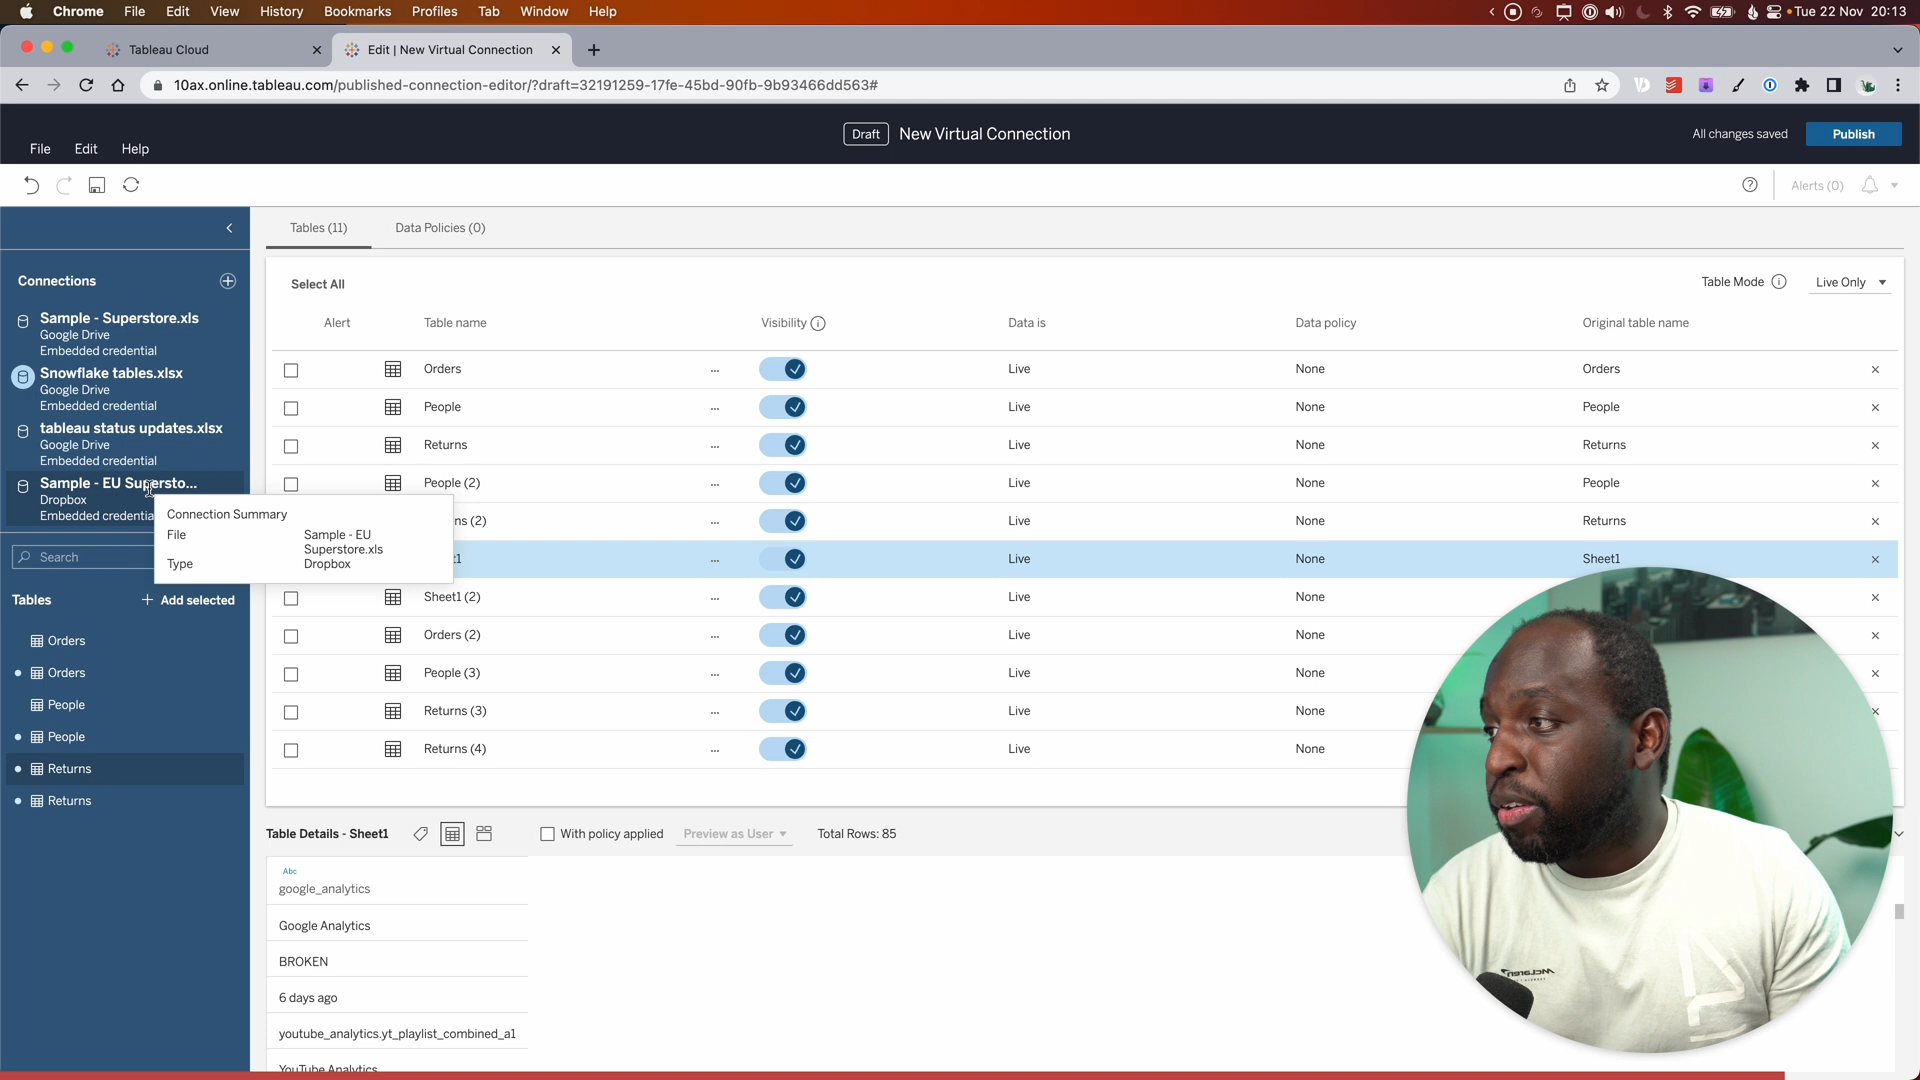 Chrome File Edit View History Bookmarks Profiles Tab Window Help
Tue 22 Nov 20:13
Tableau Cloud
Edit | New Virtual Connection
10ax.online.tableau.com/published-connection-editor/?draft=32191259-17fe-45bd-90fb-9b93466dd563#
Draft New Virtual Connection
All changes saved
Publish
File Edit Help
Alerts (0)
Tables (11)
Data Policies (0)
Connections
Sample - Superstore.xls
Google Drive
Embedded credential
Snowflake tables.xlsx
Google Drive
Embedded credential
tableau status updates.xlsx
Google Drive
Embedded credential
Sample - EU Supersto...
Dropbox
Embedded credentia
Connection Summary
File Sample - EU
Superstore.xls
Type Dropbox
Search
Tables
+ Add selected
Orders
Orders
People
People
Returns
Returns
Select All
Table Mode Live Only
Alert Table name Visibility Data is Data policy Original table name
Orders ... Live None Orders
People ... Live None People
Returns ... Live None Returns
People (2) ... Live None People
ns (2) ... Live None Returns
1 ... Live None Sheet1
Sheet1 (2) ... Live None
Orders (2) ... Live None
People (3) ... Live None
Returns (3) ... Live None
Returns (4) ... Live None
Table Details - Sheet1
With policy applied
Preview as User
Total Rows: 85
Abc
google_analytics
Google Analytics
BROKEN
6 days ago
youtube_analytics.yt_playlist_combined_a1
YouTube Analytics
McLaren